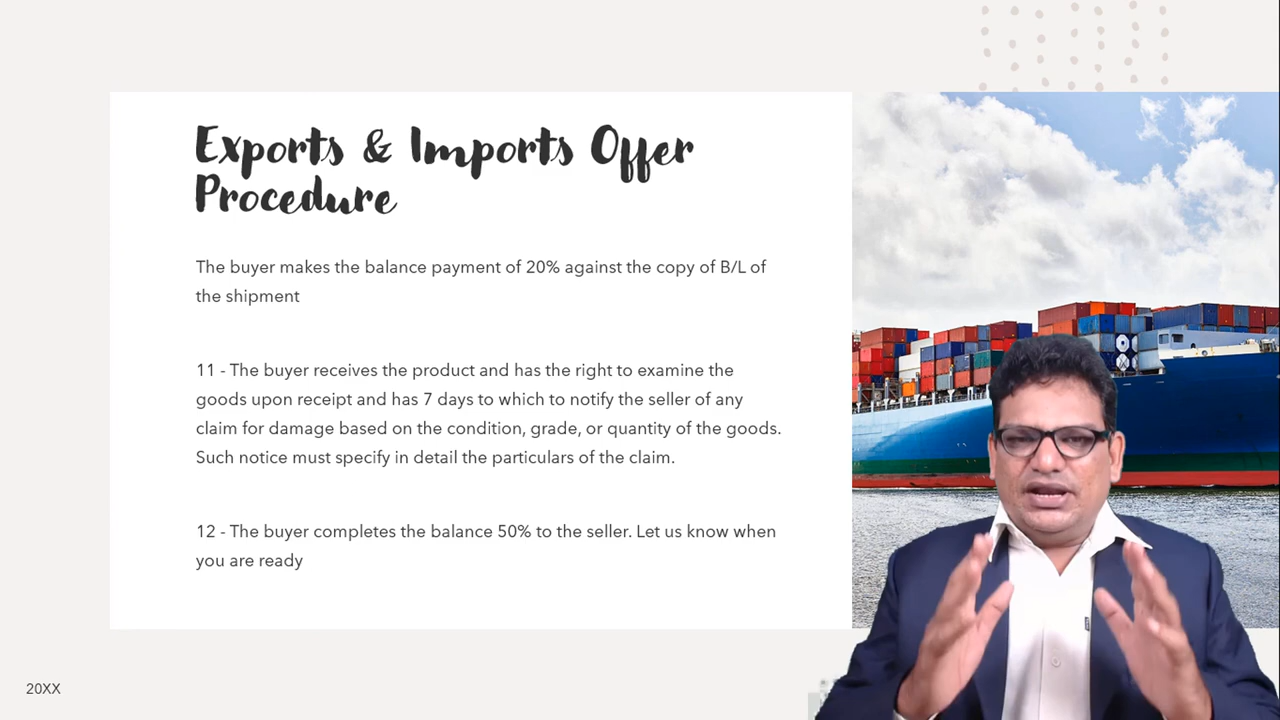 Exports & Imports Offer
Procedure
The buyer makes the balance payment of 20% against the copy of B/L of
the shipment
11 - The buyer receives the product and has the right to examine the
goods upon receipt and has 7 days to which to notify the seller of any
claim for damage based on the condition, grade, or quantity of the goods.
Such notice must specify in detail the particulars of the claim.
12 - The buyer completes the balance 50% to the seller. Let us know when
you are ready
20XX